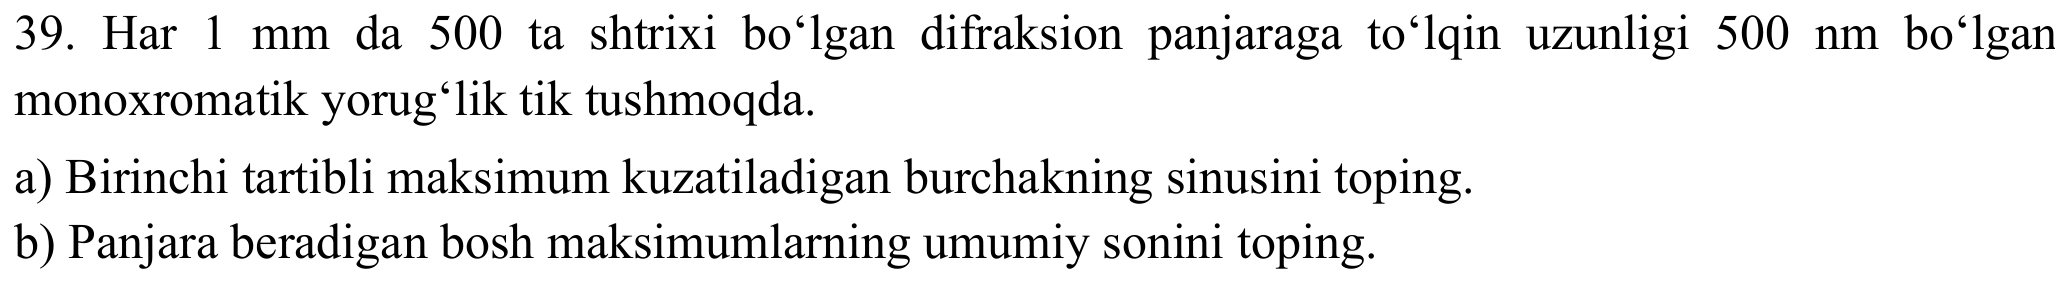 39. Har 1 mm da 500 ta shtrixi bo‘lgan difraksion panjaraga to‘lqin uzunligi 500 nm bo‘lgan
monoxromatik yorug‘lik tik tushmoqda.
a) Birinchi tartibli maksimum kuzatiladigan burchakning sinusini toping.
b) Panjara beradigan bosh maksimumlarning umumiy sonini toping.